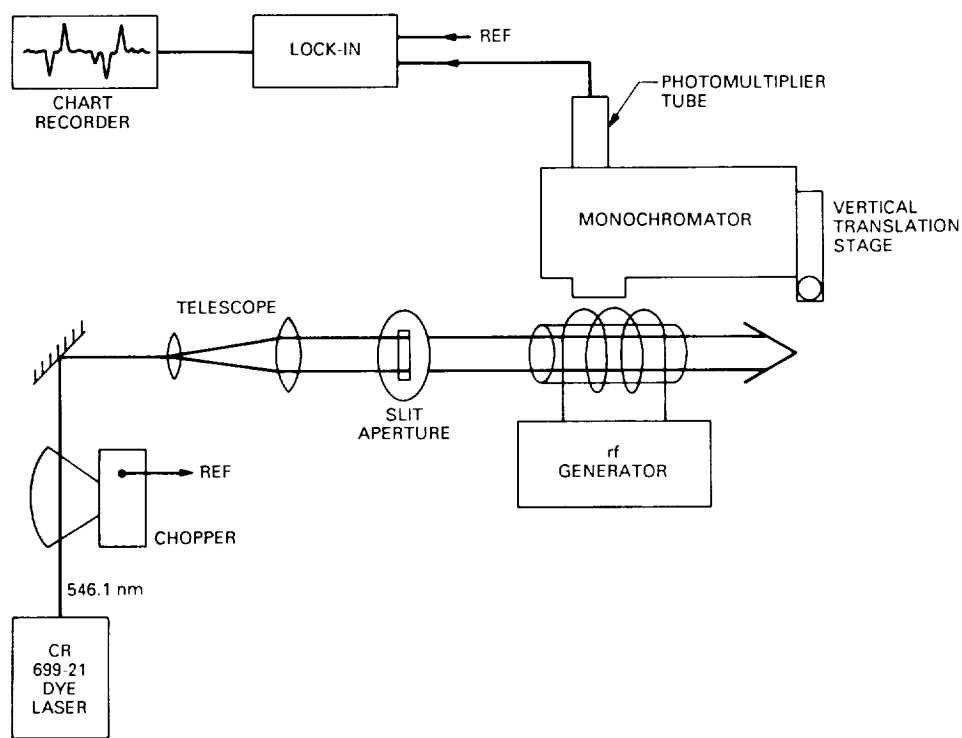 LOCK-IN
REF
CHART
RECORDER
PHOTOMULTIPLIER
TUBE
MONOCHROMATOR
VERTICAL
TRANSLATION
STAGE
TELESCOPE
SLIT
APERTURE
rf
GENERATOR
REF
CHOPPER
546.1 nm
CR
699-21
DYE
LASER